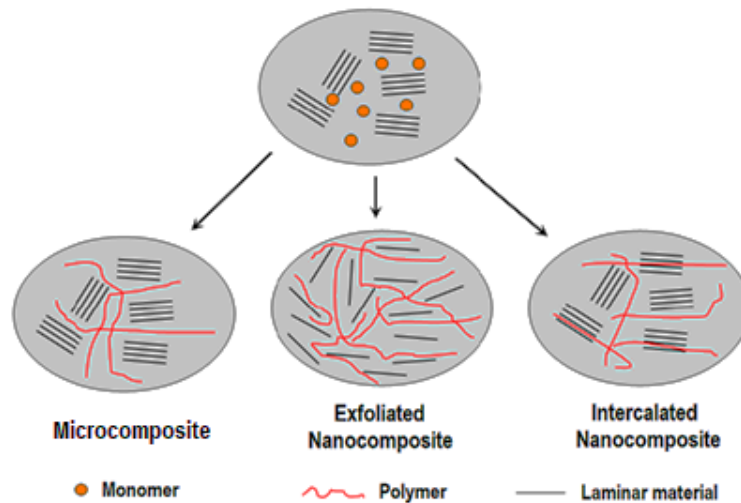 Microcomposite
Exfoliated
Nanocomposite
Intercalated
Nanocomposite
Monomer
Polymer
Laminar material